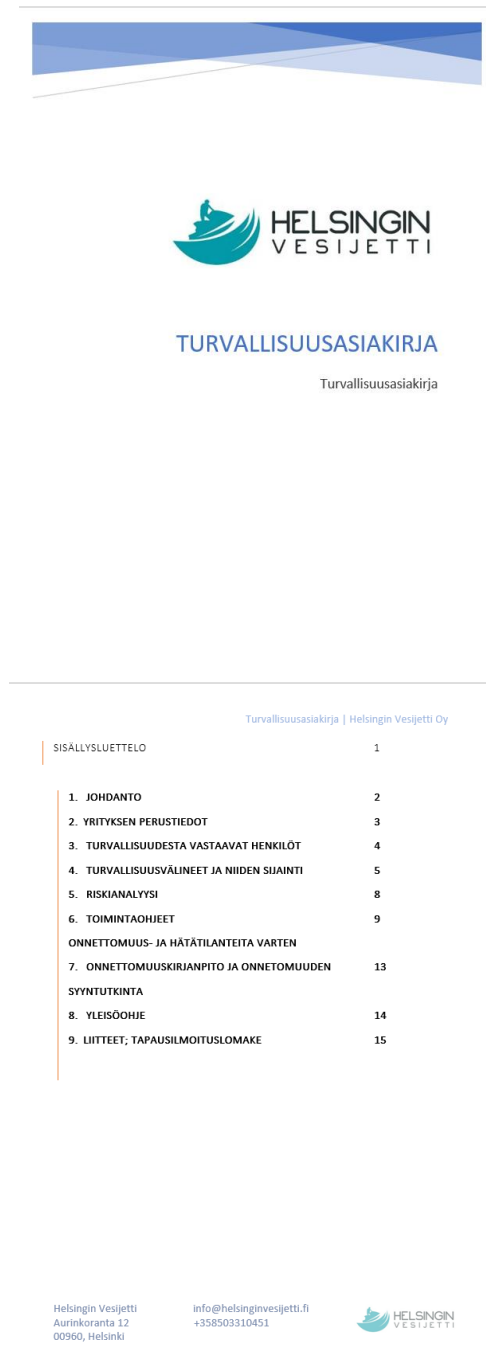 HELSINGIN
VESIJETTI
TURVALLISUUSASIAKIRJA
Turvallisuusasiakirja
Turvallisuusasiakirja | Helsingin Vesijetti Oy
SISÄLLYSLUETTELO 1
1. JOHDANTO 2
2. YRITYKSEN PERUSTIEDOT 3
3. TURVALLISUUDESTA VASTAAVAT HENKILÖT 4
4. TURVALLISUUSVÄLINEET JA NIIDEN SIJAINTI 5
5. RISKIANALYYSI 8
6. TOIMINTAOHJEET 9
ONNETTOMUUS- JA HÄTÄTILANTEITA VARTEN
7. ONNETTOMUUSKIRJANPITO JA ONNETOMUUDEN 13
SYYNTUTKINTA
8. YLEISÖOHJE 14
9. LIITTEET; TAPAUSILMOITUSLOMAKE 15
Helsingin Vesijetti info@helsinginvesijetti.fi
Aurinkoranta 12 +358503310451
00960, Helsinki
HELSINGIN
VESIJETTI